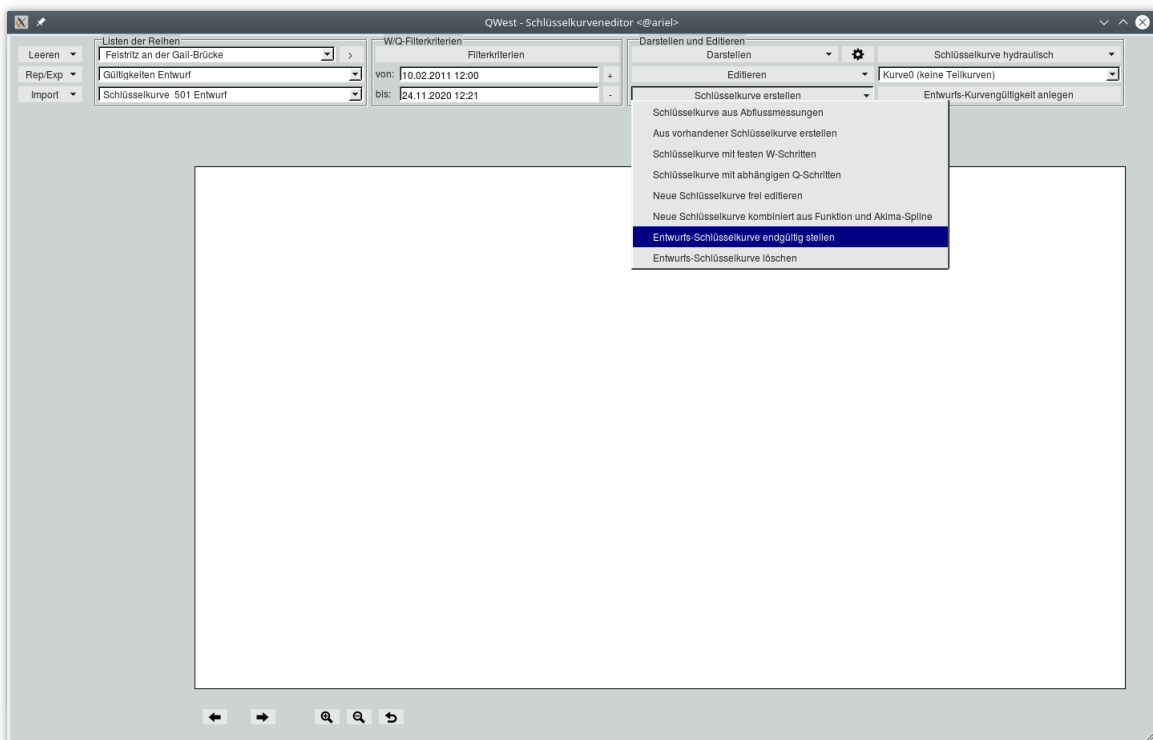 QWest - Schlüsselkurveneditor <@ariel>
Listen der Reihen
W/Q-Filterkriterien
Darstellen und Editieren
Leeren
Feistritz an der Gail-Brücke
>
Filterkriterien
Darstellen
Schlüsselkurve hydraulisch
Rep/Exp
Gültigkeiten Entwurf
von:
10.02.2011 12:00
+
Editieren
Kurve0 (keine Teilkurven)
Import
Schlüsselkurve 501 Entwurf
bis:
24.11.2020 12:21
-
Schlüsselkurve erstellen
Entwurfs-Kurvengültigkeit anlegen
Schlüsselkurve aus Abflussmessungen
Aus vorhandener Schlüsselkurve erstellen
Schlüsselkurve mit festen W-Schritten
Schlüsselkurve mit abhängigen Q-Schritten
Neue Schlüsselkurve frei editieren
Neue Schlüsselkurve kombiniert aus Funktion und Akima-Spline
Entwurfs-Schlüsselkurve endgültig stellen
Entwurfs-Schlüsselkurve löschen